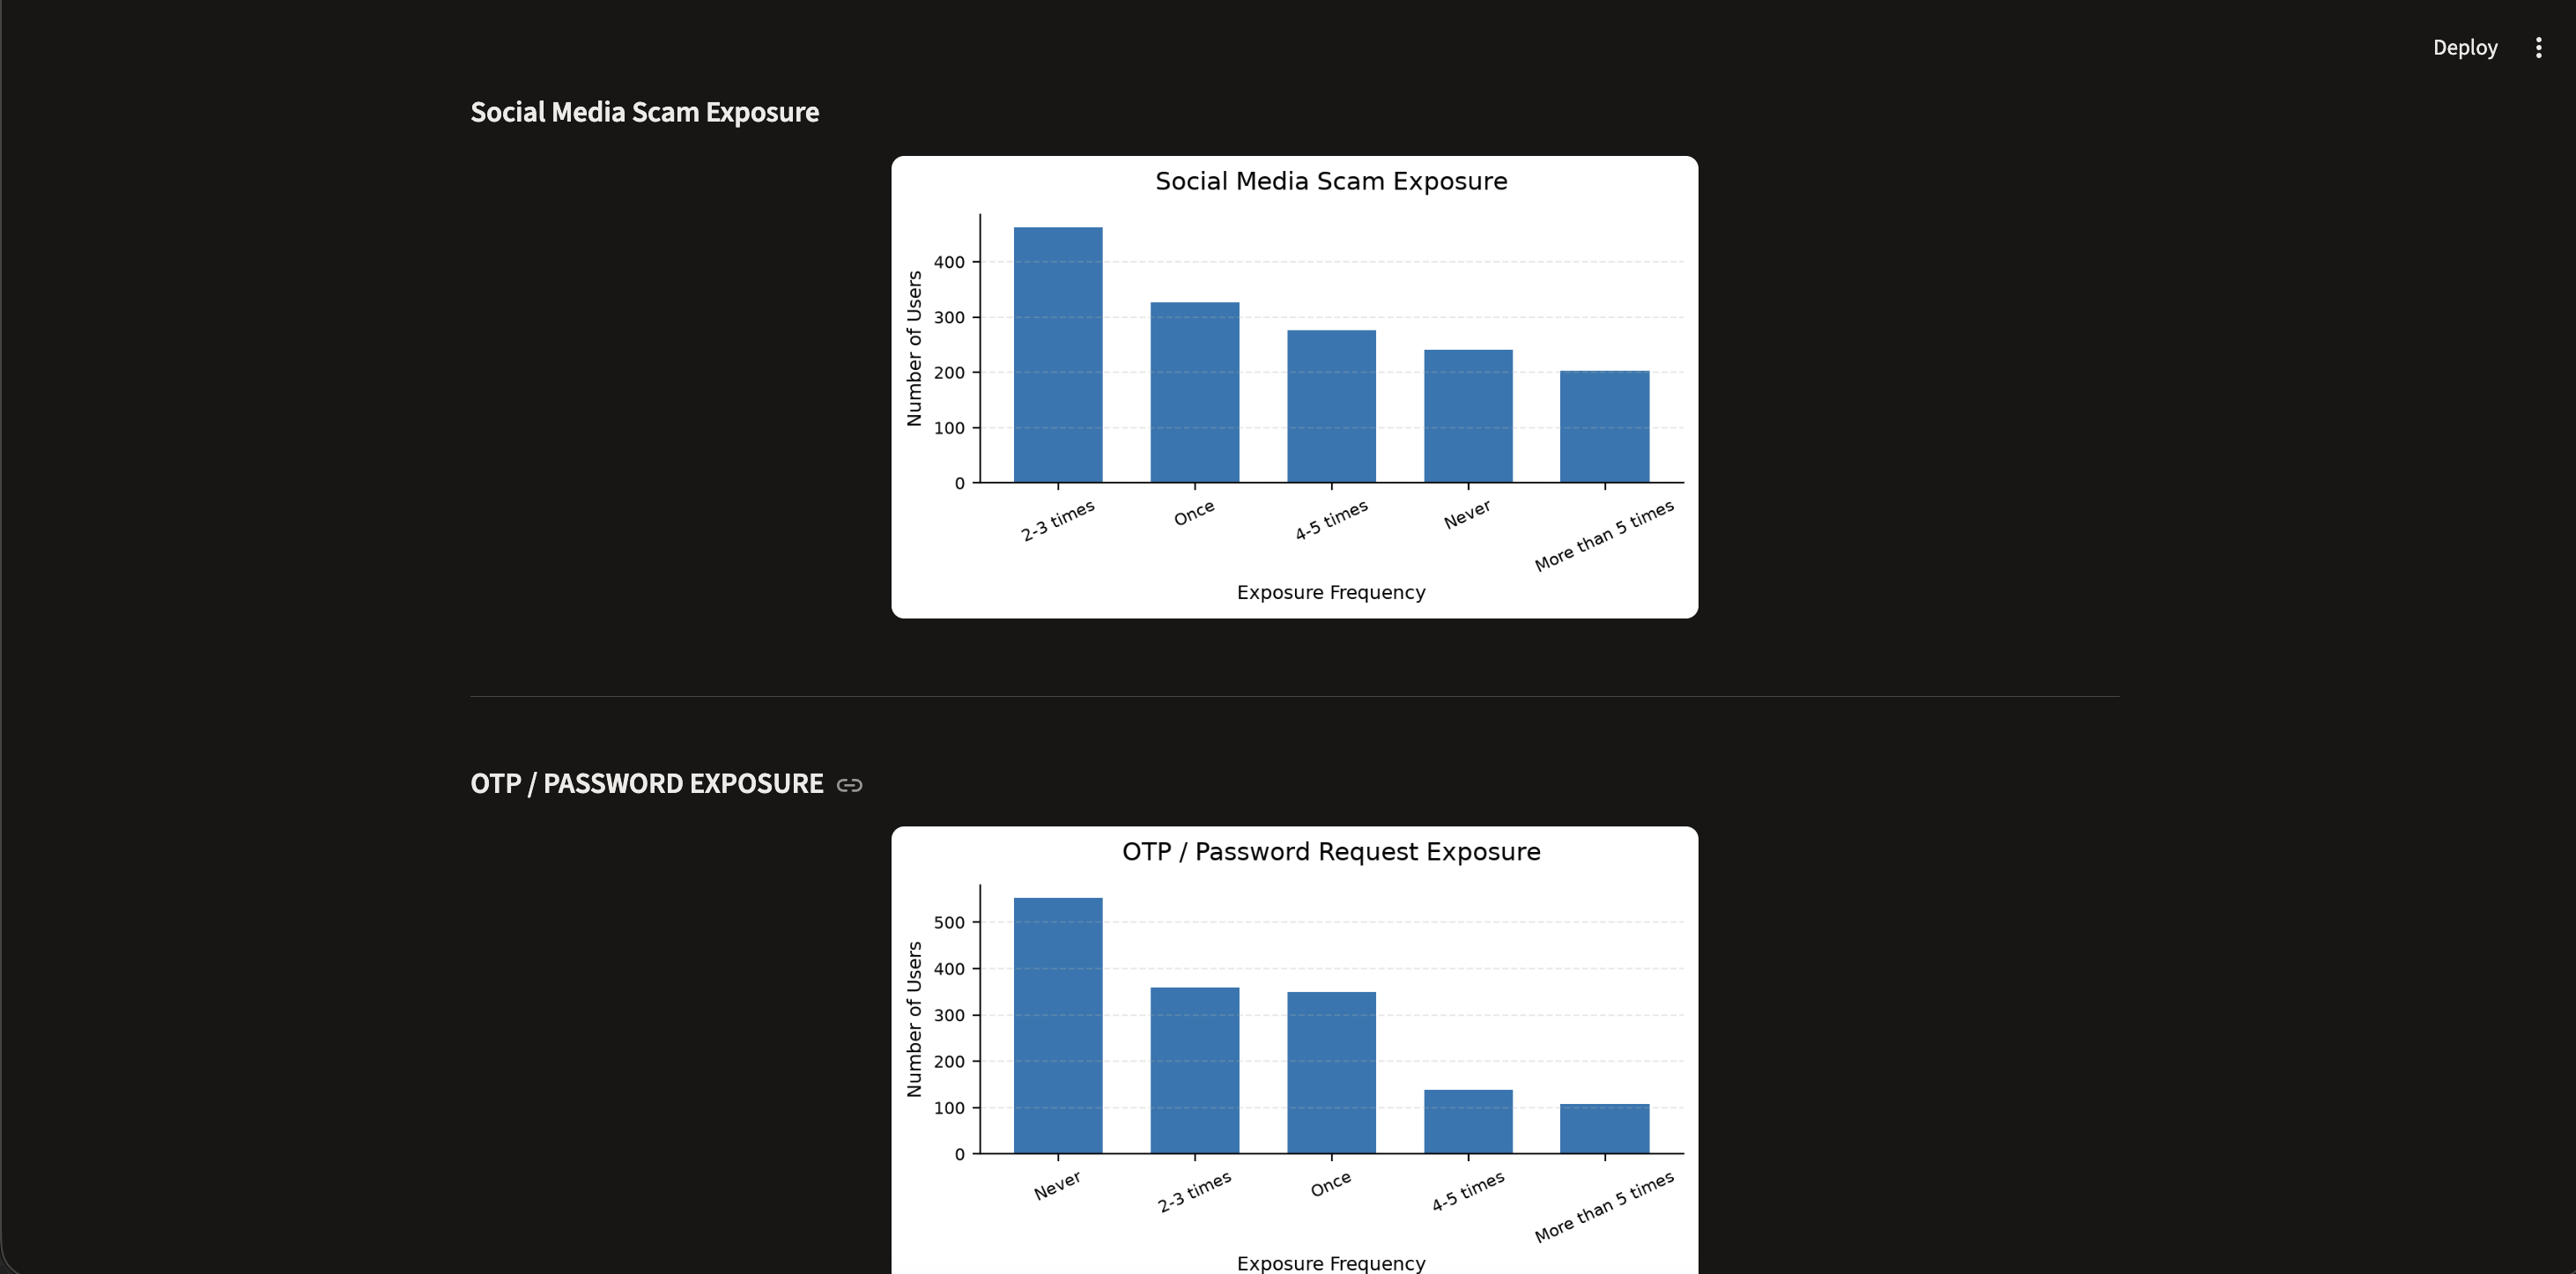 Deploy
Social Media Scam Exposure
Social Media Scam Exposure
Number of Users
400
300
200
100
0
2-3 times
Once
4-5 times
Never
More than 5 times
Exposure Frequency
OTP / PASSWORD EXPOSURE
OTP / Password Request Exposure
Number of Users
500
400
300
200
100
0
Never
2-3 times
Once
4-5 times
More than 5 times
Exposure Frequency